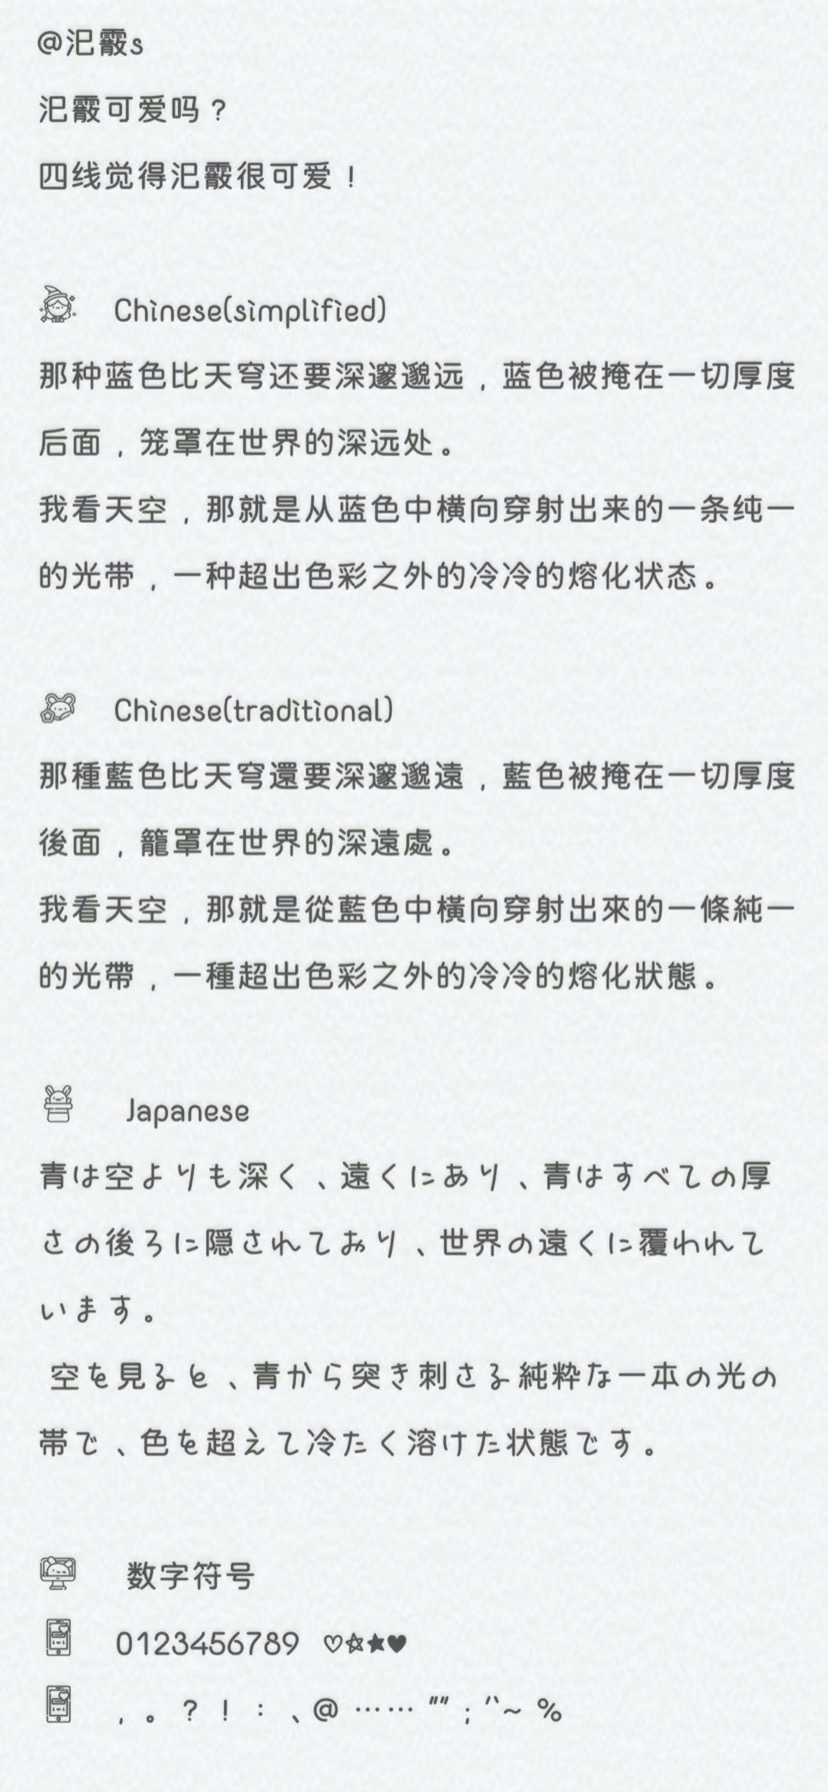 @汜霰s
汜霰可爱吗？
四线觉得汜霰很可爱！
Chinese(simplified)
那种蓝色比天穹还要深邃邈远，蓝色被掩在一切厚度
后面，笼罩在世界的深远处。
我看天空，那就是从蓝色中横向穿射出来的一条纯一
的光带，一种超出色彩之外的冷冷的熔化状态。
Chinese(traditional)
那種藍色比天穹還要深邃邈遠，藍色被掩在一切厚度
後面，籠罩在世界的深遠處。
我看天空，那就是從藍色中橫向穿射出來的一條純一
的光帶，一種超出色彩之外的冷冷的熔化狀態。
Japanese
青は空よりも深く、遠くにあり、青はすべての厚
さの後ろに隠されており、世界の遠くに覆われて
います。
空を見ると、青から突き刺さる純粋な一本の光の
帯で、色を超えて冷たく溶けた状態です。
数字符号
0123456789 ♡☆★♥
，。？！：、@……""；''~ %